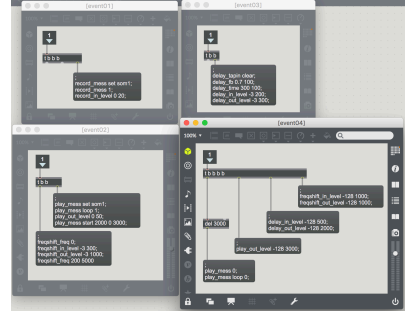 [event01]
1
t b b b
;
record_mess set som1;
record_mess 1;
record_in_level 0 20;
[event03]
1
t b b b
;
delay_tapin clear;
delay_fb 0.7 100;
delay_time 300 100;
delay_in_level -3 200;
delay_out_level -3 300;
[event02]
1
t b b
;
play_mess set som1;
play_mess loop 1;
play_out_level 0 50;
play_mess start 2000 0 3000;
;
freqshift_freq 0;
freqshift_in_level -3 300;
freqshift_out_level -3 1000;
freqshift_freq 200 5000
[event04]
100%
1
t b b b b b
;
freqshift_in_level -128 1000;
freqshift_out_level -128 1000;
del 3000
;
delay_in_level -128 500;
delay_out_level -128 2000;
;
play_out_level -128 3000;
;
play_mess 0;
play_mess loop 0;